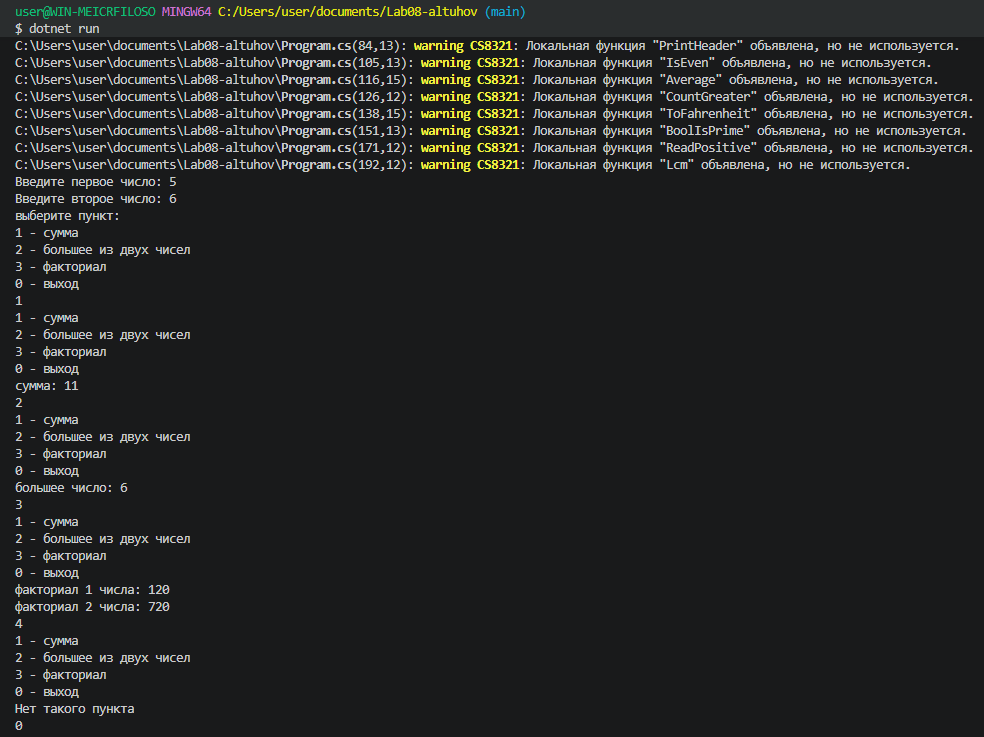 user@WIN-MEICRFILOSO MINGW64 C:/Users/user/documents/Lab08-altuhov (main)
$ dotnet run
C:\Users\user\documents\Lab08-altuhov\Program.cs(84,13): warning CS8321: Локальная функция "PrintHeader" объявлена, но не используется.
C:\Users\user\documents\Lab08-altuhov\Program.cs(105,13): warning CS8321: Локальная функция "IsEven" объявлена, но не используется.
C:\Users\user\documents\Lab08-altuhov\Program.cs(116,15): warning CS8321: Локальная функция "Average" объявлена, но не используется.
C:\Users\user\documents\Lab08-altuhov\Program.cs(126,12): warning CS8321: Локальная функция "CountGreater" объявлена, но не используется.
C:\Users\user\documents\Lab08-altuhov\Program.cs(138,15): warning CS8321: Локальная функция "ToFahrenheit" объявлена, но не используется.
C:\Users\user\documents\Lab08-altuhov\Program.cs(151,13): warning CS8321: Локальная функция "BoolIsPrime" объявлена, но не используется.
C:\Users\user\documents\Lab08-altuhov\Program.cs(171,12): warning CS8321: Локальная функция "ReadPositive" объявлена, но не используется.
C:\Users\user\documents\Lab08-altuhov\Program.cs(192,12): warning CS8321: Локальная функция "Lcm" объявлена, но не используется.
Введите первое число: 5
Введите второе число: 6
выберите пункт:
1 - сумма
2 - большее из двух чисел
3 - факториал
0 - выход
1
1 - сумма
2 - большее из двух чисел
3 - факториал
0 - выход
сумма: 11
2
1 - сумма
2 - большее из двух чисел
3 - факториал
0 - выход
большее число: 6
3
1 - сумма
2 - большее из двух чисел
3 - факториал
0 - выход
факториал 1 числа: 120
факториал 2 числа: 720
4
1 - сумма
2 - большее из двух чисел
3 - факториал
0 - выход
Нет такого пункта
0